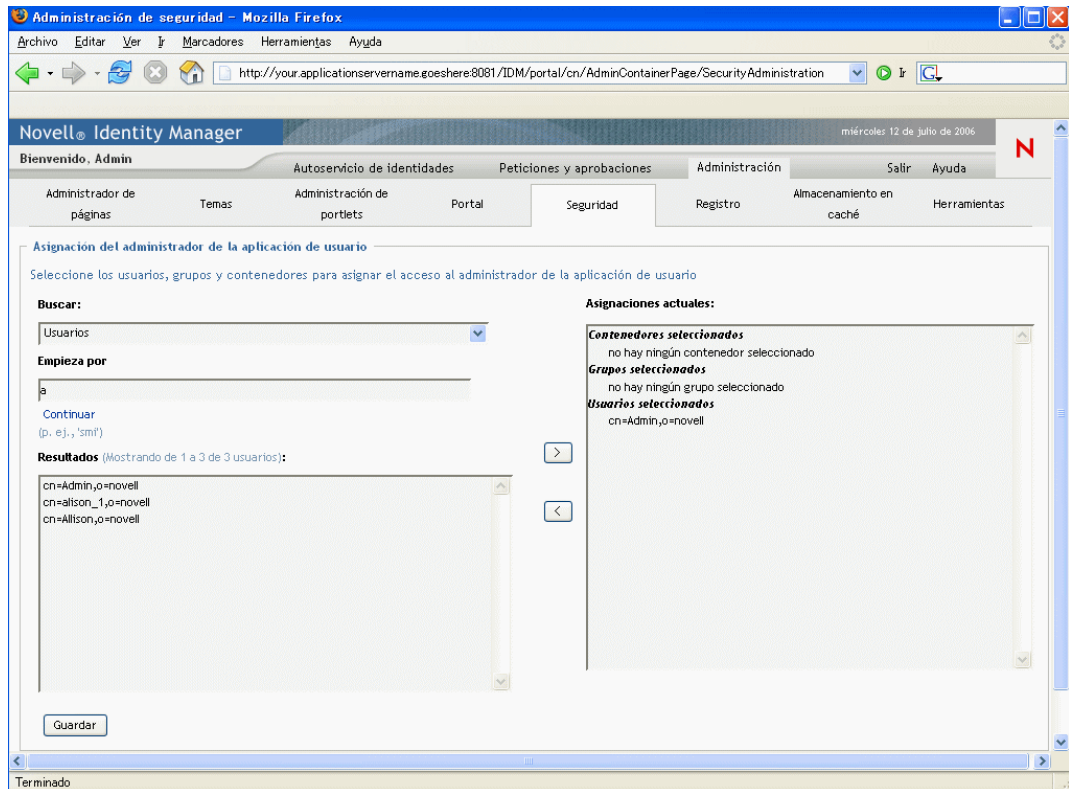 Administración de seguridad - Mozilla Firefox
Archivo Editar Ver Ir Marcadores Herramientas Ayuda
http://your.applicationservername.goeshere:8081/IDM/portal/cn/AdminContainerPage/SecurityAdministration Ir G
Novell® Identity Manager miércoles 12 de julio de 2006 N
Bienvenido, Admin
Autoservicio de identidades Peticiones y aprobaciones Administración Salir Ayuda
Administrador de páginas Temas Administración de portlets Portal Seguridad Registro Almacenamiento en caché Herramientas
Asignación del administrador de la aplicación de usuario
Seleccione los usuarios, grupos y contenedores para asignar el acceso al administrador de la aplicación de usuario
Buscar:
Usuarios
Empieza por
a
Continuar
(p. ej., 'smi')
Resultados (Mostrando de 1 a 3 de 3 usuarios):
cn=Admin,o=novell
cn=alison_1,o=novell
cn=Allison,o=novell
>
<
Asignaciones actuales:
Contenedores seleccionados
no hay ningún contenedor seleccionado
Grupos seleccionados
no hay ningún grupo seleccionado
Usuarios seleccionados
cn=Admin,o=novell
Guardar
Terminado